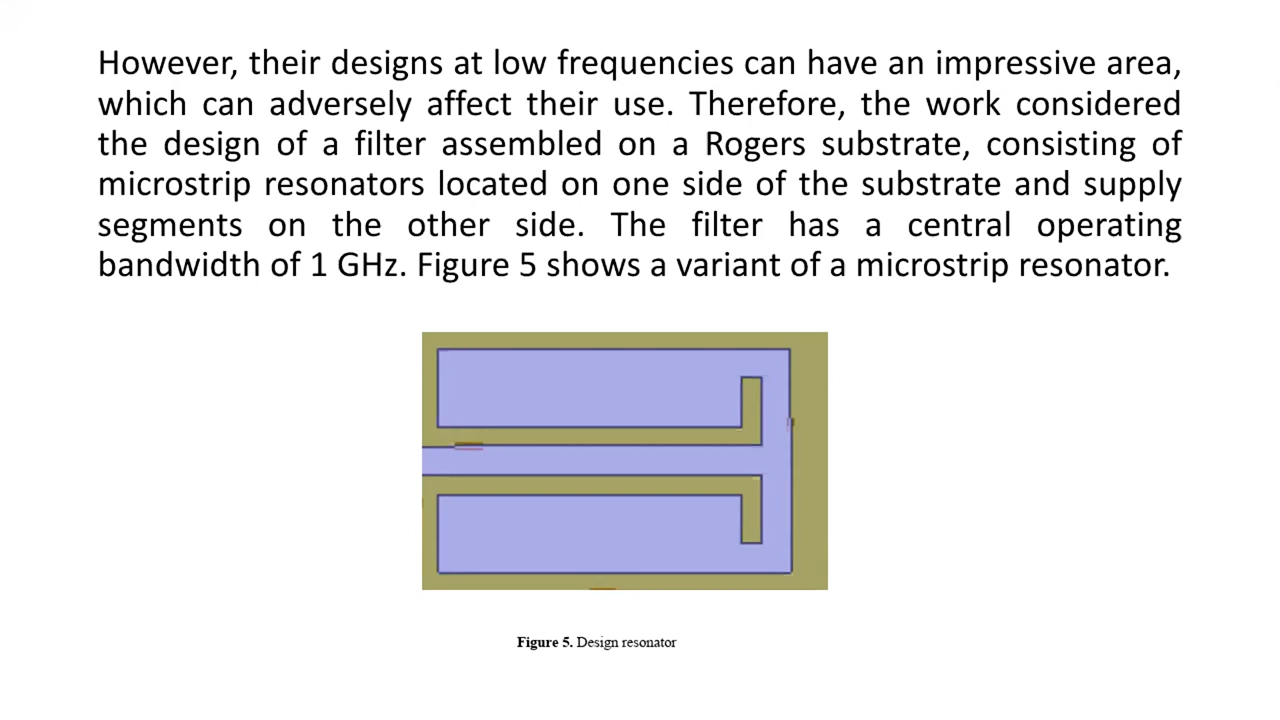 However, their designs at low frequencies can have an impressive area,
which can adversely affect their use. Therefore, the work considered
the design of a filter assembled on a Rogers substrate, consisting of
microstrip resonators located on one side of the substrate and supply
segments on the other side. The filter has a central operating
bandwidth of 1 GHz. Figure 5 shows a variant of a microstrip resonator.
Figure 5. Design resonator